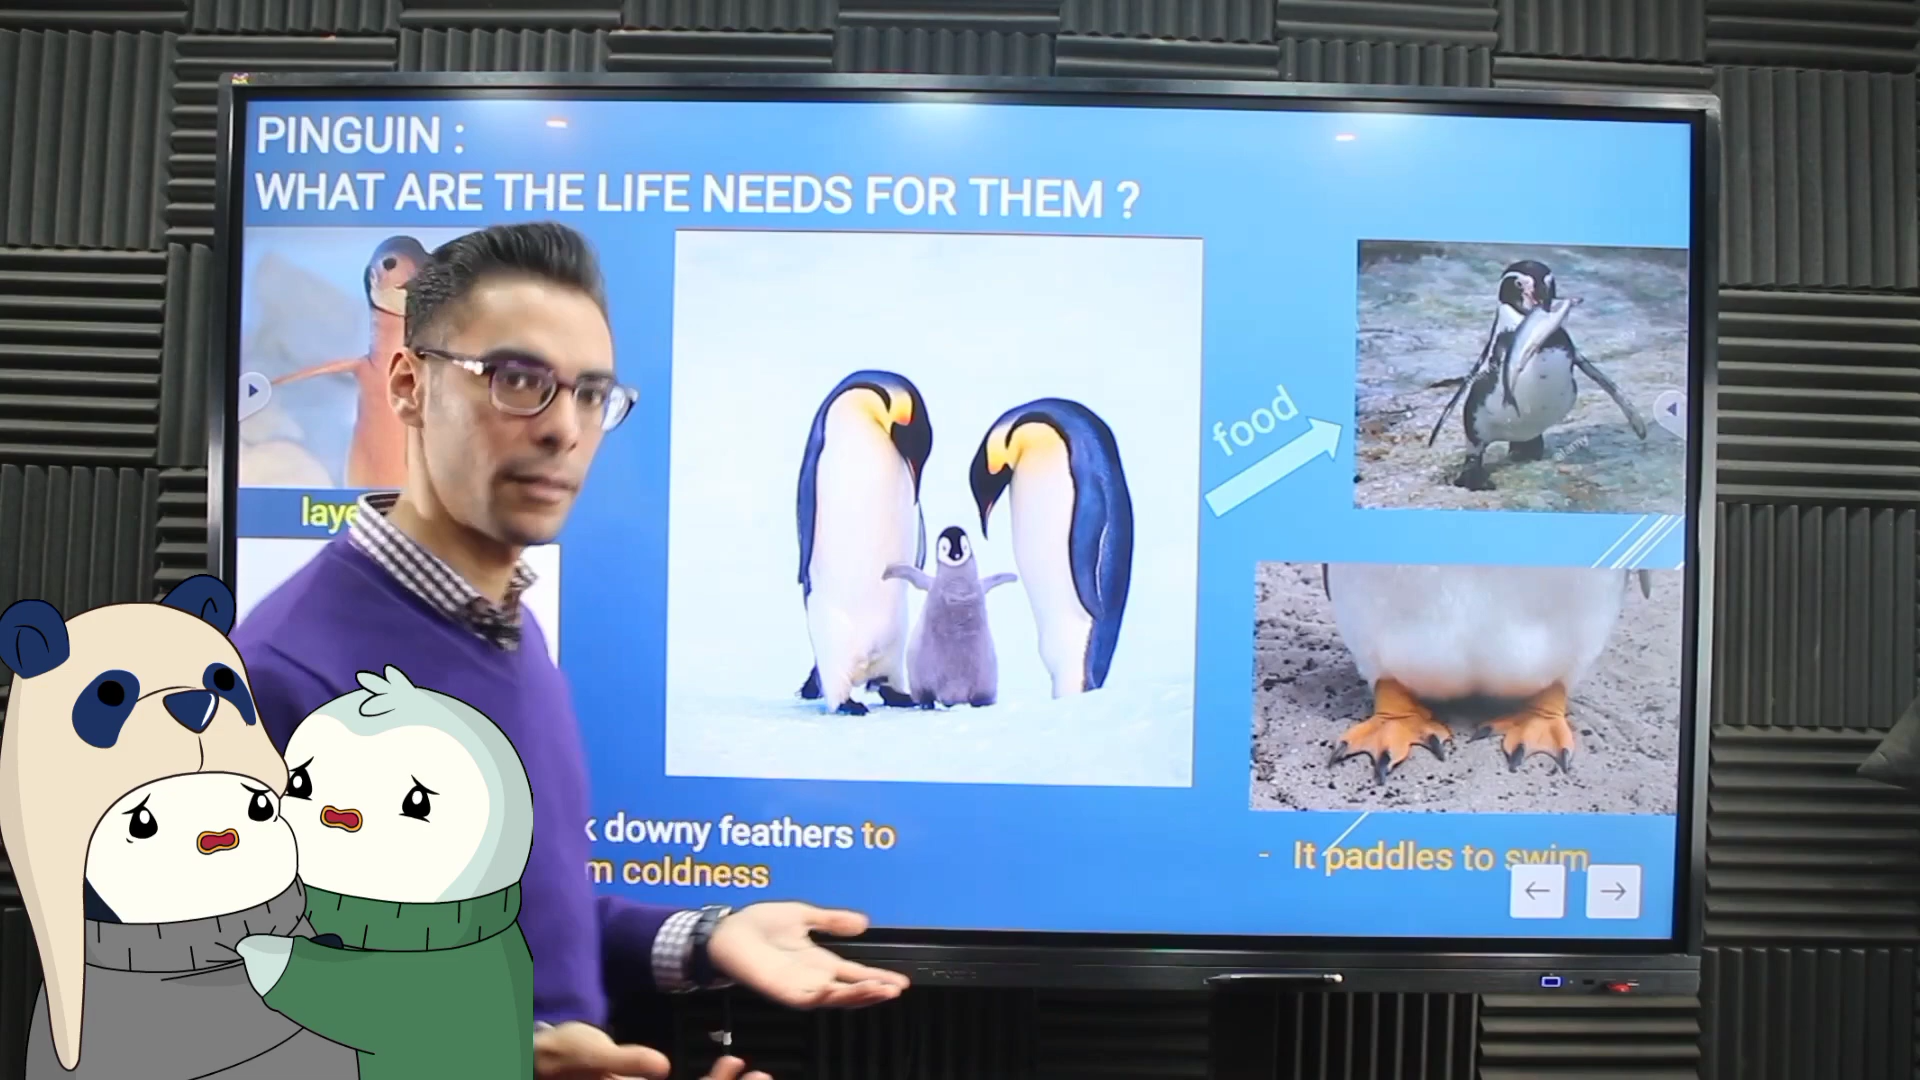 PINGUIN :
WHAT ARE THE LIFE NEEDS FOR THEM ?
food
downy feathers to
coldness
- It paddles to swim